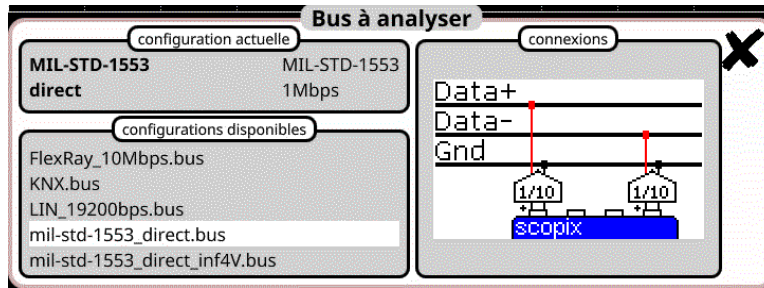 Bus à analyser
configuration actuelle
MIL-STD-1553 MIL-STD-1553
direct 1Mbps
configurations disponibles
FlexRay_10Mbps.bus
KNX.bus
LIN_19200bps.bus
mil-std-1553_direct.bus
mil-std-1553_direct_inf4V.bus
connexions
Data+
Data-
Gnd
1/10 1/10
scopix